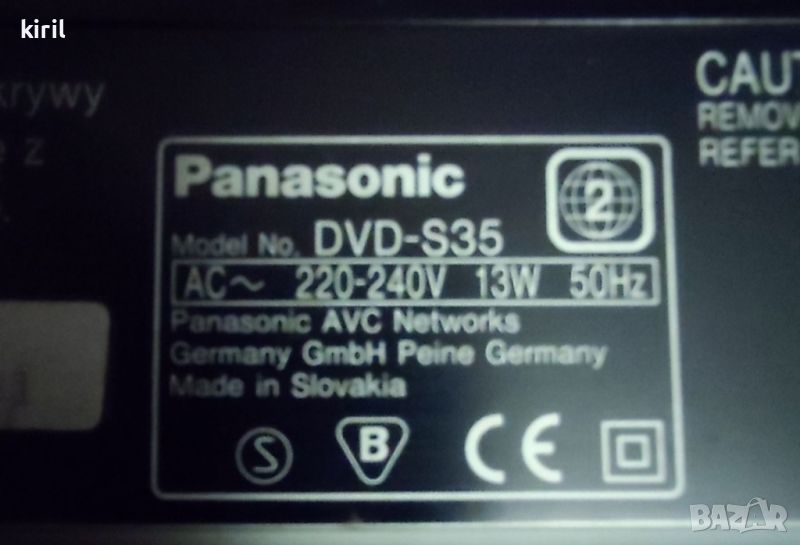 kiril
krywy
e z
CAUT
REMOV
REFER
Panasonic
2
Model No. DVD-S35
AC~ 220-240V 13W 50Hz
Panasonic AVC Networks
Germany GmbH Peine Germany
Made in Slovakia
S B CE
BAZAR